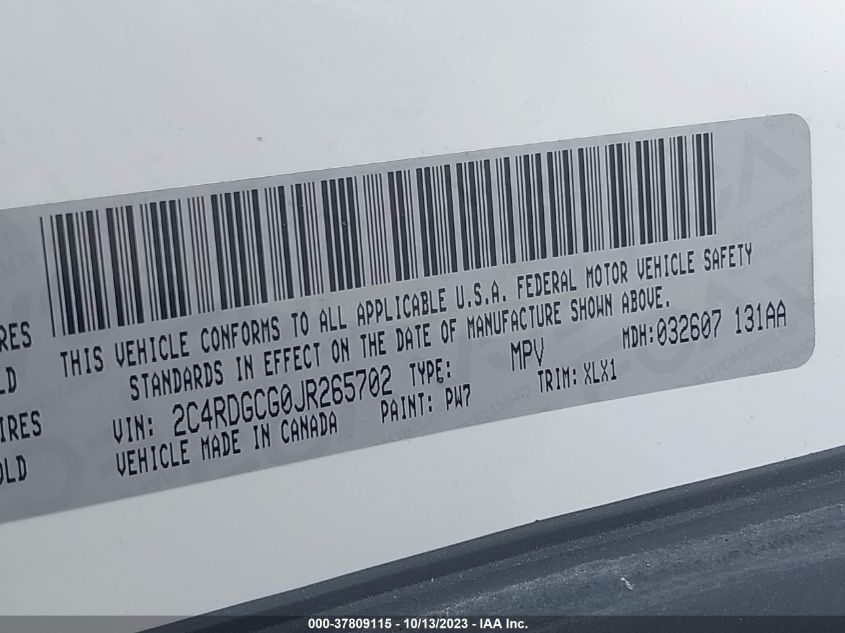 THIS VEHICLE CONFORMS TO ALL APPLICABLE U.S.A. FEDERAL MOTOR VEHICLE SAFETY
STANDARDS IN EFFECT ON THE DATE OF MANUFACTURE SHOWN ABOVE.
VIN: 2C4RDGCG0JR265702 TYPE: MPV MDH:032607 131AA
VEHICLE MADE IN CANADA PAINT: PW7 TRIM: XLX1
RES
LD
IRES
OLD
000-37809115 - 10/13/2023 - IAA Inc.